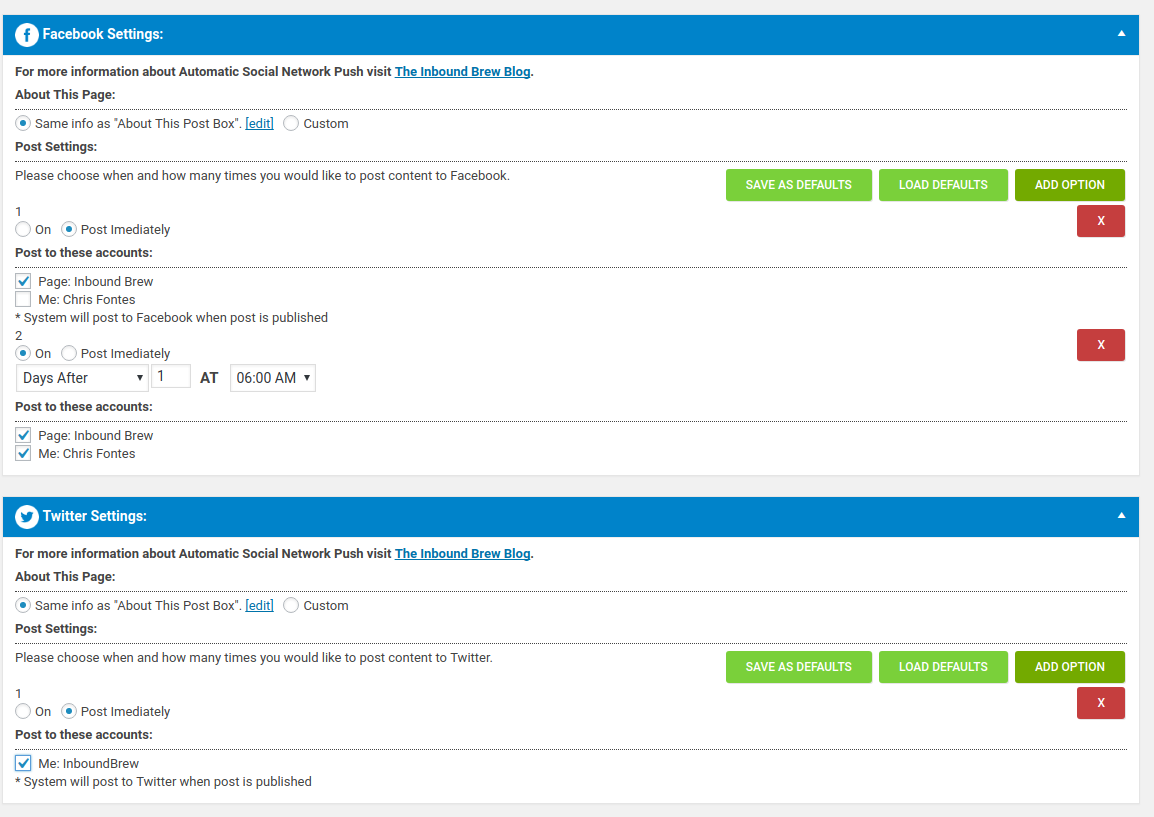 Facebook Settings:
For more information about Automatic Social Network Push visit The Inbound Brew Blog.
About This Page:
Same info as "About This Post Box". [edit] Custom
Post Settings:
Please choose when and how many times you would like to post content to Facebook. SAVE AS DEFAULTS LOAD DEFAULTS ADD OPTION
1
On Post Imediately X
Post to these accounts:
Page: Inbound Brew
Me: Chris Fontes
* System will post to Facebook when post is published
2
On Post Imediately X
Days After 1 AT 06:00 AM
Post to these accounts:
Page: Inbound Brew
Me: Chris Fontes
Twitter Settings:
For more information about Automatic Social Network Push visit The Inbound Brew Blog.
About This Page:
Same info as "About This Post Box". [edit] Custom
Post Settings:
Please choose when and how many times you would like to post content to Twitter. SAVE AS DEFAULTS LOAD DEFAULTS ADD OPTION
1
On Post Imediately X
Post to these accounts:
Me: InboundBrew
* System will post to Twitter when post is published